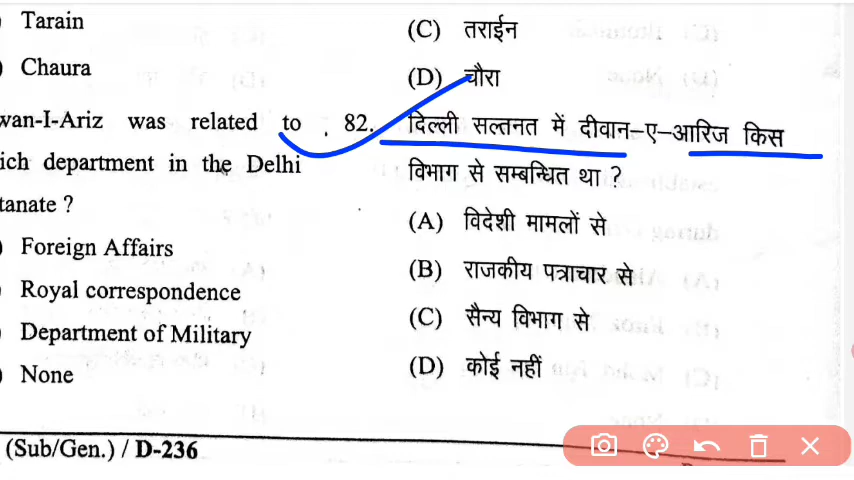 Tarain
Chaura
wan-I-Ariz was related to
ich department in the Delhi
tanate ?
Foreign Affairs
Royal correspondence
Department of Military
None
(Sub/Gen.) / D-236
(C) तराईन
(D) चौरा
82. दिल्ली सल्तनत में दीवान-ए-आरिज किस
विभाग से सम्बन्धित था ?
(A) विदेशी मामलों से
(B) राजकीय पत्राचार से
(C) सैन्य विभाग से
(D) कोई नहीं